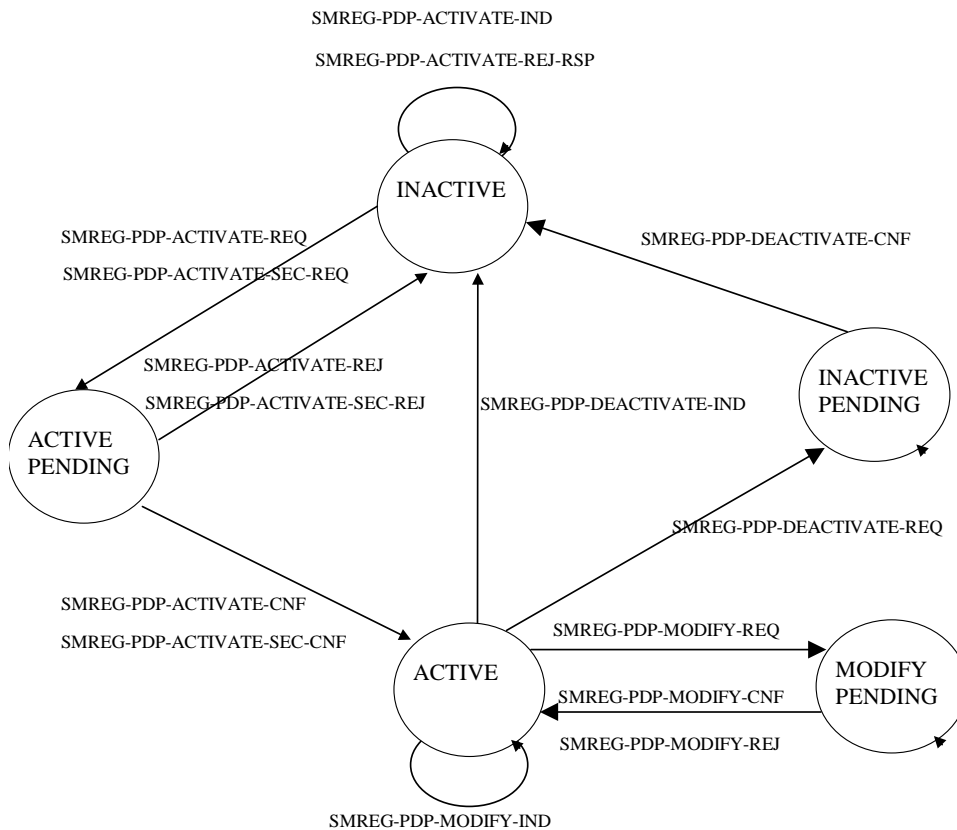 SMREG-PDP-ACTIVATE-IND
SMREG-PDP-ACTIVATE-REJ-RSP
INACTIVE
SMREG-PDP-ACTIVATE-REQ
SMREG-PDP-DEACTIVATE-CNF
SMREG-PDP-ACTIVATE-SEC-REQ
SMREG-PDP-ACTIVATE-REJ
SMREG-PDP-ACTIVATE-SEC-REJ
SMREG-PDP-DEACTIVATE-IND
INACTIVE
PENDING
ACTIVE
PENDING
SMREG-PDP-DEACTIVATE-REQ
SMREG-PDP-ACTIVATE-CNF
SMREG-PDP-ACTIVATE-SEC-CNF
SMREG-PDP-MODIFY-REQ
ACTIVE
MODIFY
PENDING
SMREG-PDP-MODIFY-CNF
SMREG-PDP-MODIFY-REJ
SMREG-PDP-MODIFY-IND